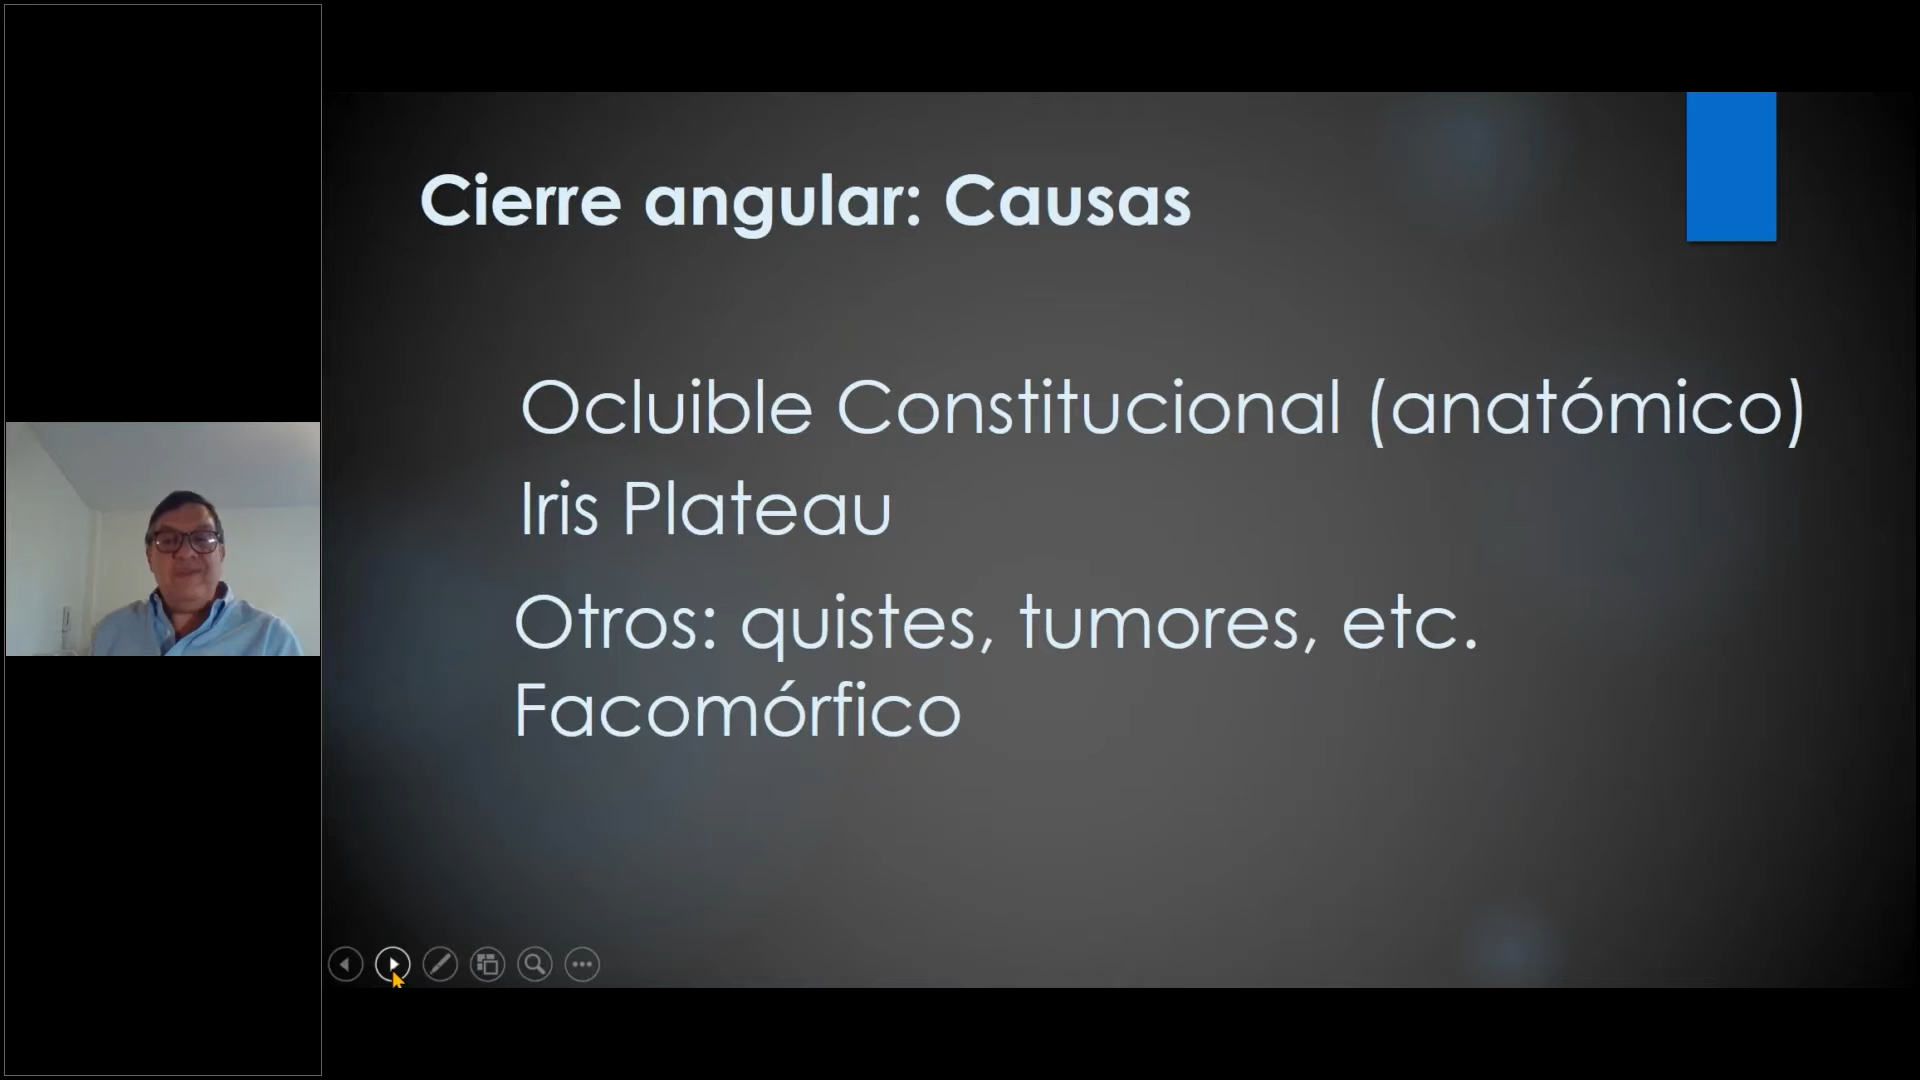 Cierre angular: Causas
Ocluible Constitucional (anatómico)
Iris Plateau
Otros: quistes, tumores, etc.
Facomórfico